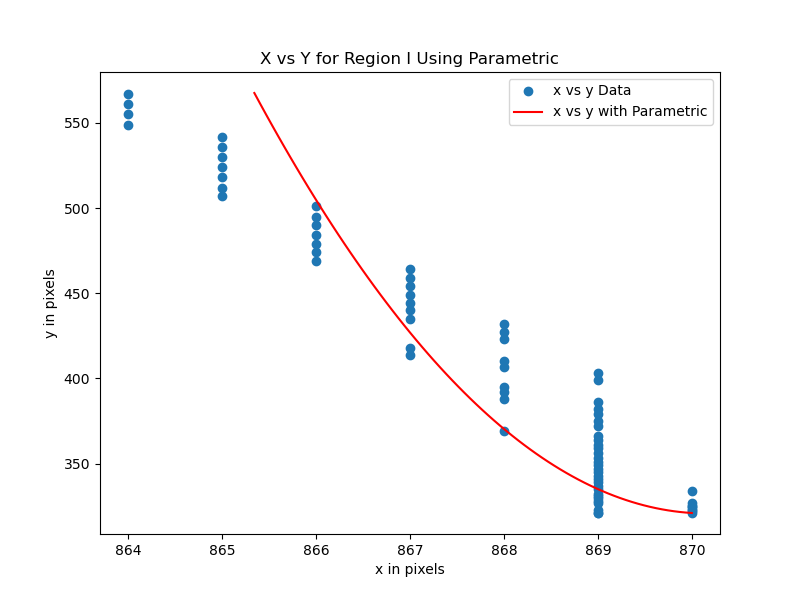 X vs Y for Region I Using Parametric
x vs y Data
x vs y with Parametric
550
500
450
400
350
y in pixels
864 865 866 867 868 869 870
x in pixels